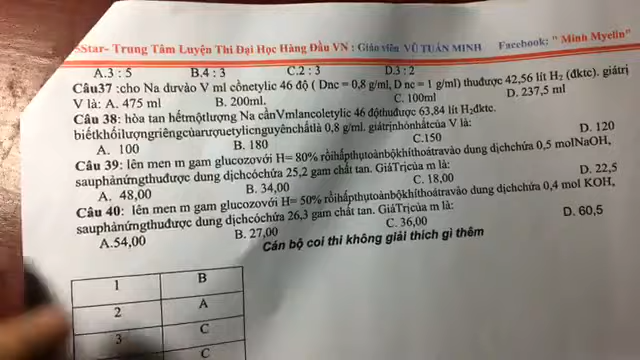 5Star- Trung Tâm Luyện Thi Đại Học Hàng Đầu VN : Giáo viên VŨ TUẤN MINH Facebook: " Minh Myelin"
A.3 : 5 B.4 : 3 C.2 : 3 D.3 : 2
Câu37 :cho Na dưvào V ml cồnetylic 46 độ ( Dnc = 0,8 g/ml, D nc = 1 g/ml) thuđược 42,56 lít H₂ (đktc). giátrị
V là: A. 475 ml B. 200ml. C. 100ml D. 237,5 ml
Câu 38: hòa tan hếtmộtlượng Na cầnVmlancoletylic 46 độthuđược 63,84 lít H₂đktc.
biếtkhốilượngriêngcủarượuetylicnguyênchấtlà 0,8 g/ml. giátrịnhỏnhấtcủa V là:
A. 100 B. 180 C.150 D. 120
Câu 39: lên men m gam glucozovới H= 80% rồihấpthụtoànbộkhíthoátravào dung dịchchứa 0,5 molNaOH,
sauphảnứngthuđược dung dịchcóchứa 25,2 gam chất tan. GiáTrịcủa m là:
A. 48,00 B. 34,00 C. 18,00 D. 22,5
Câu 40: lên men m gam glucozovới H= 50% rồihấpthụtoànbộkhíthoátravào dung dịchchứa 0,4 mol KOH,
sauphảnứngthuđược dung dịchcóchứa 26,3 gam chất tan. GiáTrịcủa m là:
A.54,00 B. 27,00 C. 36,00 D. 60,5
Cán bộ coi thi không giải thích gì thêm
1 B
2 A
3 C
C